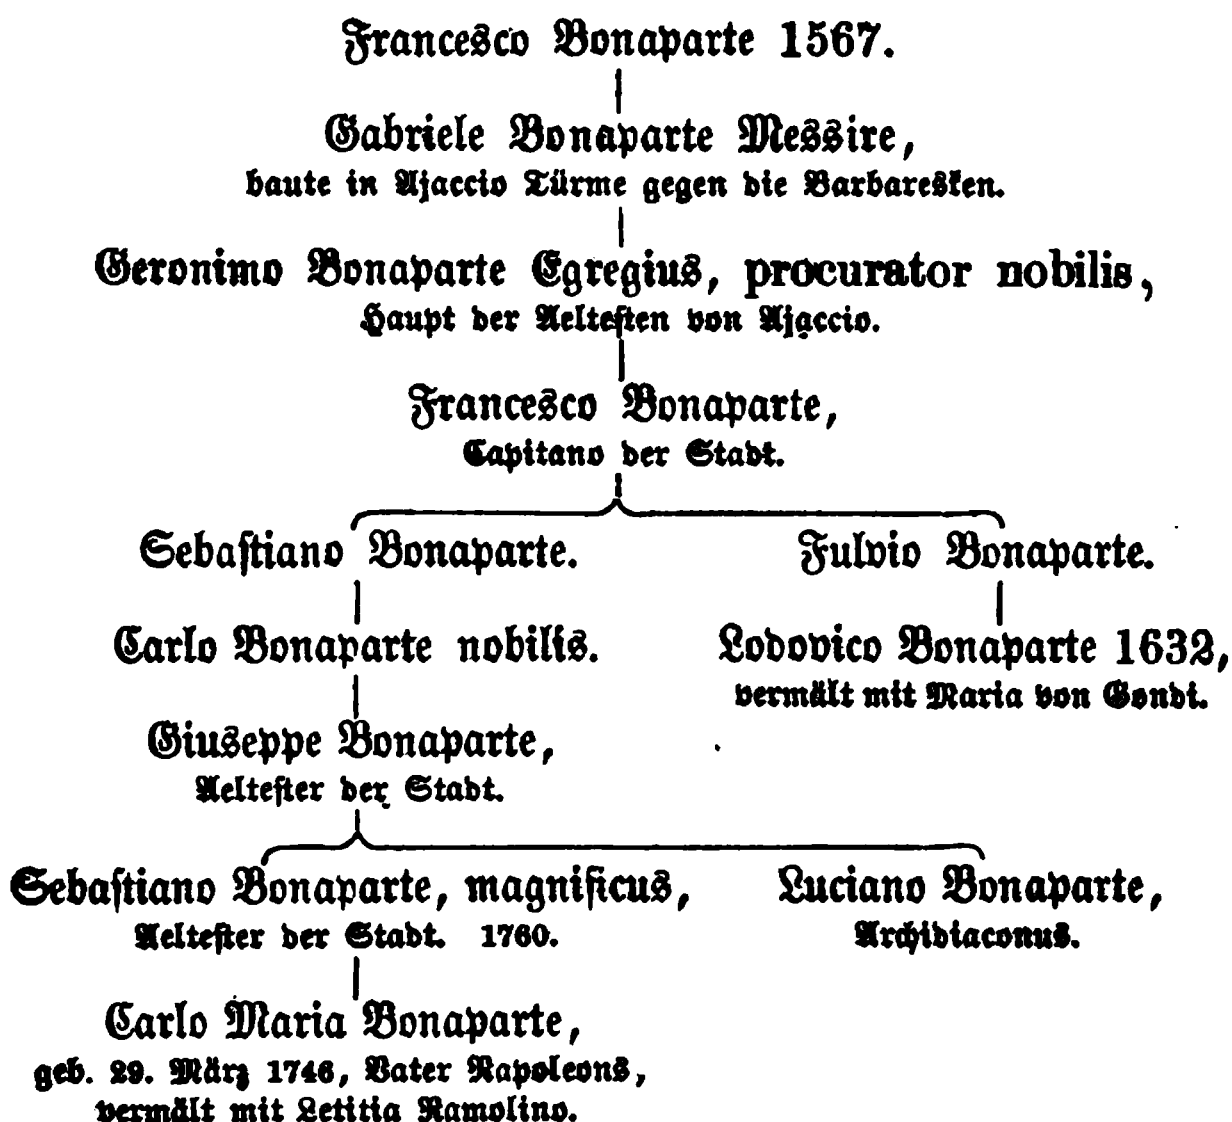 Francesco Bonaparte 1567.
Gabriele Bonaparte Messire,
baute in Ajaccio Türme gegen die Barbaresken.
Geronimo Bonaparte Egregius, procurator nobilis,
Haupt der Aeltesten von Ajaccio.
Francesco Bonaparte,
Capitano der Stadt.
Sebastiano Bonaparte. Fulvio Bonaparte.
Carlo Bonaparte nobilis. Lodovico Bonaparte 1632,
vermält mit Maria von Gondi.
Giuseppe Bonaparte,
Aeltester der Stadt.
Sebastiano Bonaparte, magnificus, Luciano Bonaparte,
Aeltester der Stadt. 1760. Archidiaconus.
Carlo Maria Bonaparte,
geb. 29. März 1746, Vater Napoleons,
vermält mit Letitia Ramolino.